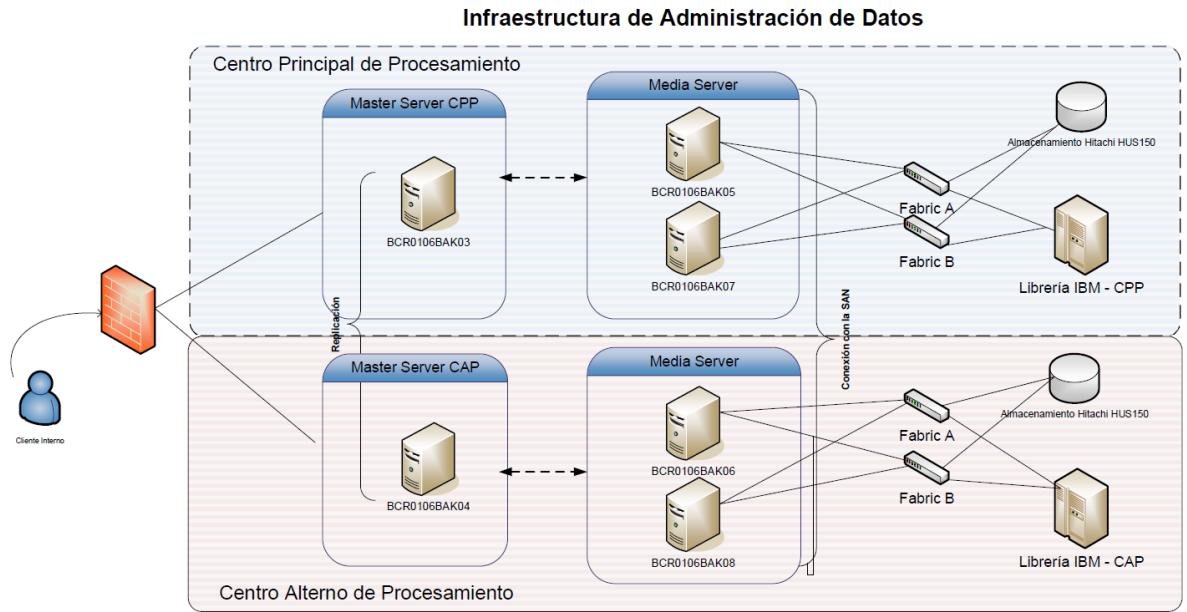 Infraestructura de Administración de Datos
Centro Principal de Procesamiento
Master Server CPP
Media Server
BCR0106BAK03
BCR0106BAK05
BCR0106BAK07
Fabric A
Fabric B
Almacenamiento Hitachi HUS150
Librería IBM - CPP
Replicación
Conexión con la SAN
Cliente Interno
Master Server CAP
Media Server
BCR0106BAK04
BCR0106BAK06
BCR0106BAK08
Fabric A
Fabric B
Almacenamiento Hitachi HUS150
Librería IBM - CAP
Centro Alterno de Procesamiento